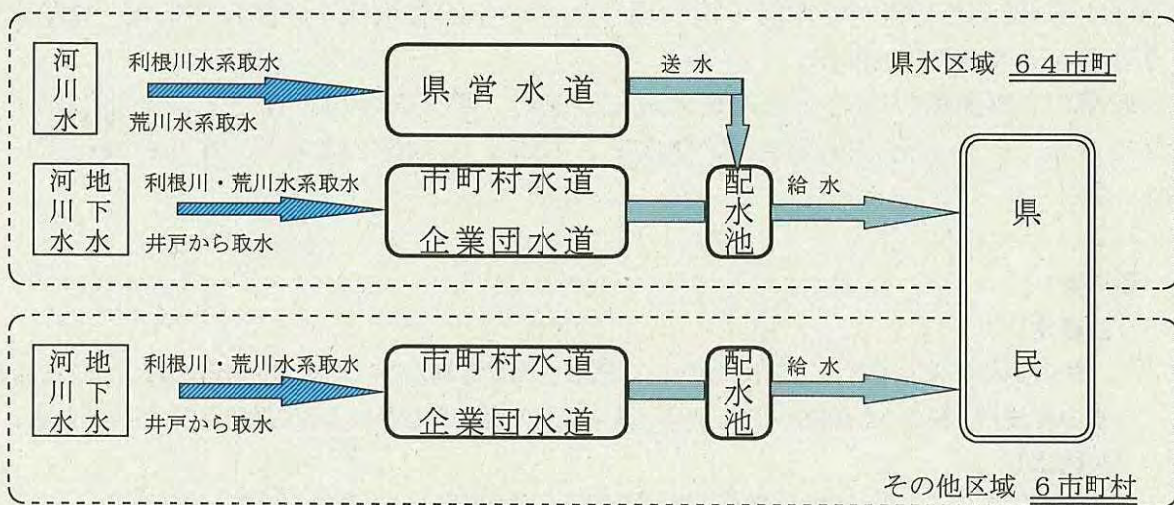 県水区域 64市町
河川水
利根川水系取水
荒川水系取水
県営水道
送水
地下水
河川水
利根川・荒川水系取水
井戸から取水
市町村水道
企業団水道
配水池
給水
県民
地下水
河川水
利根川・荒川水系取水
井戸から取水
市町村水道
企業団水道
配水池
給水
その他区域 6市町村